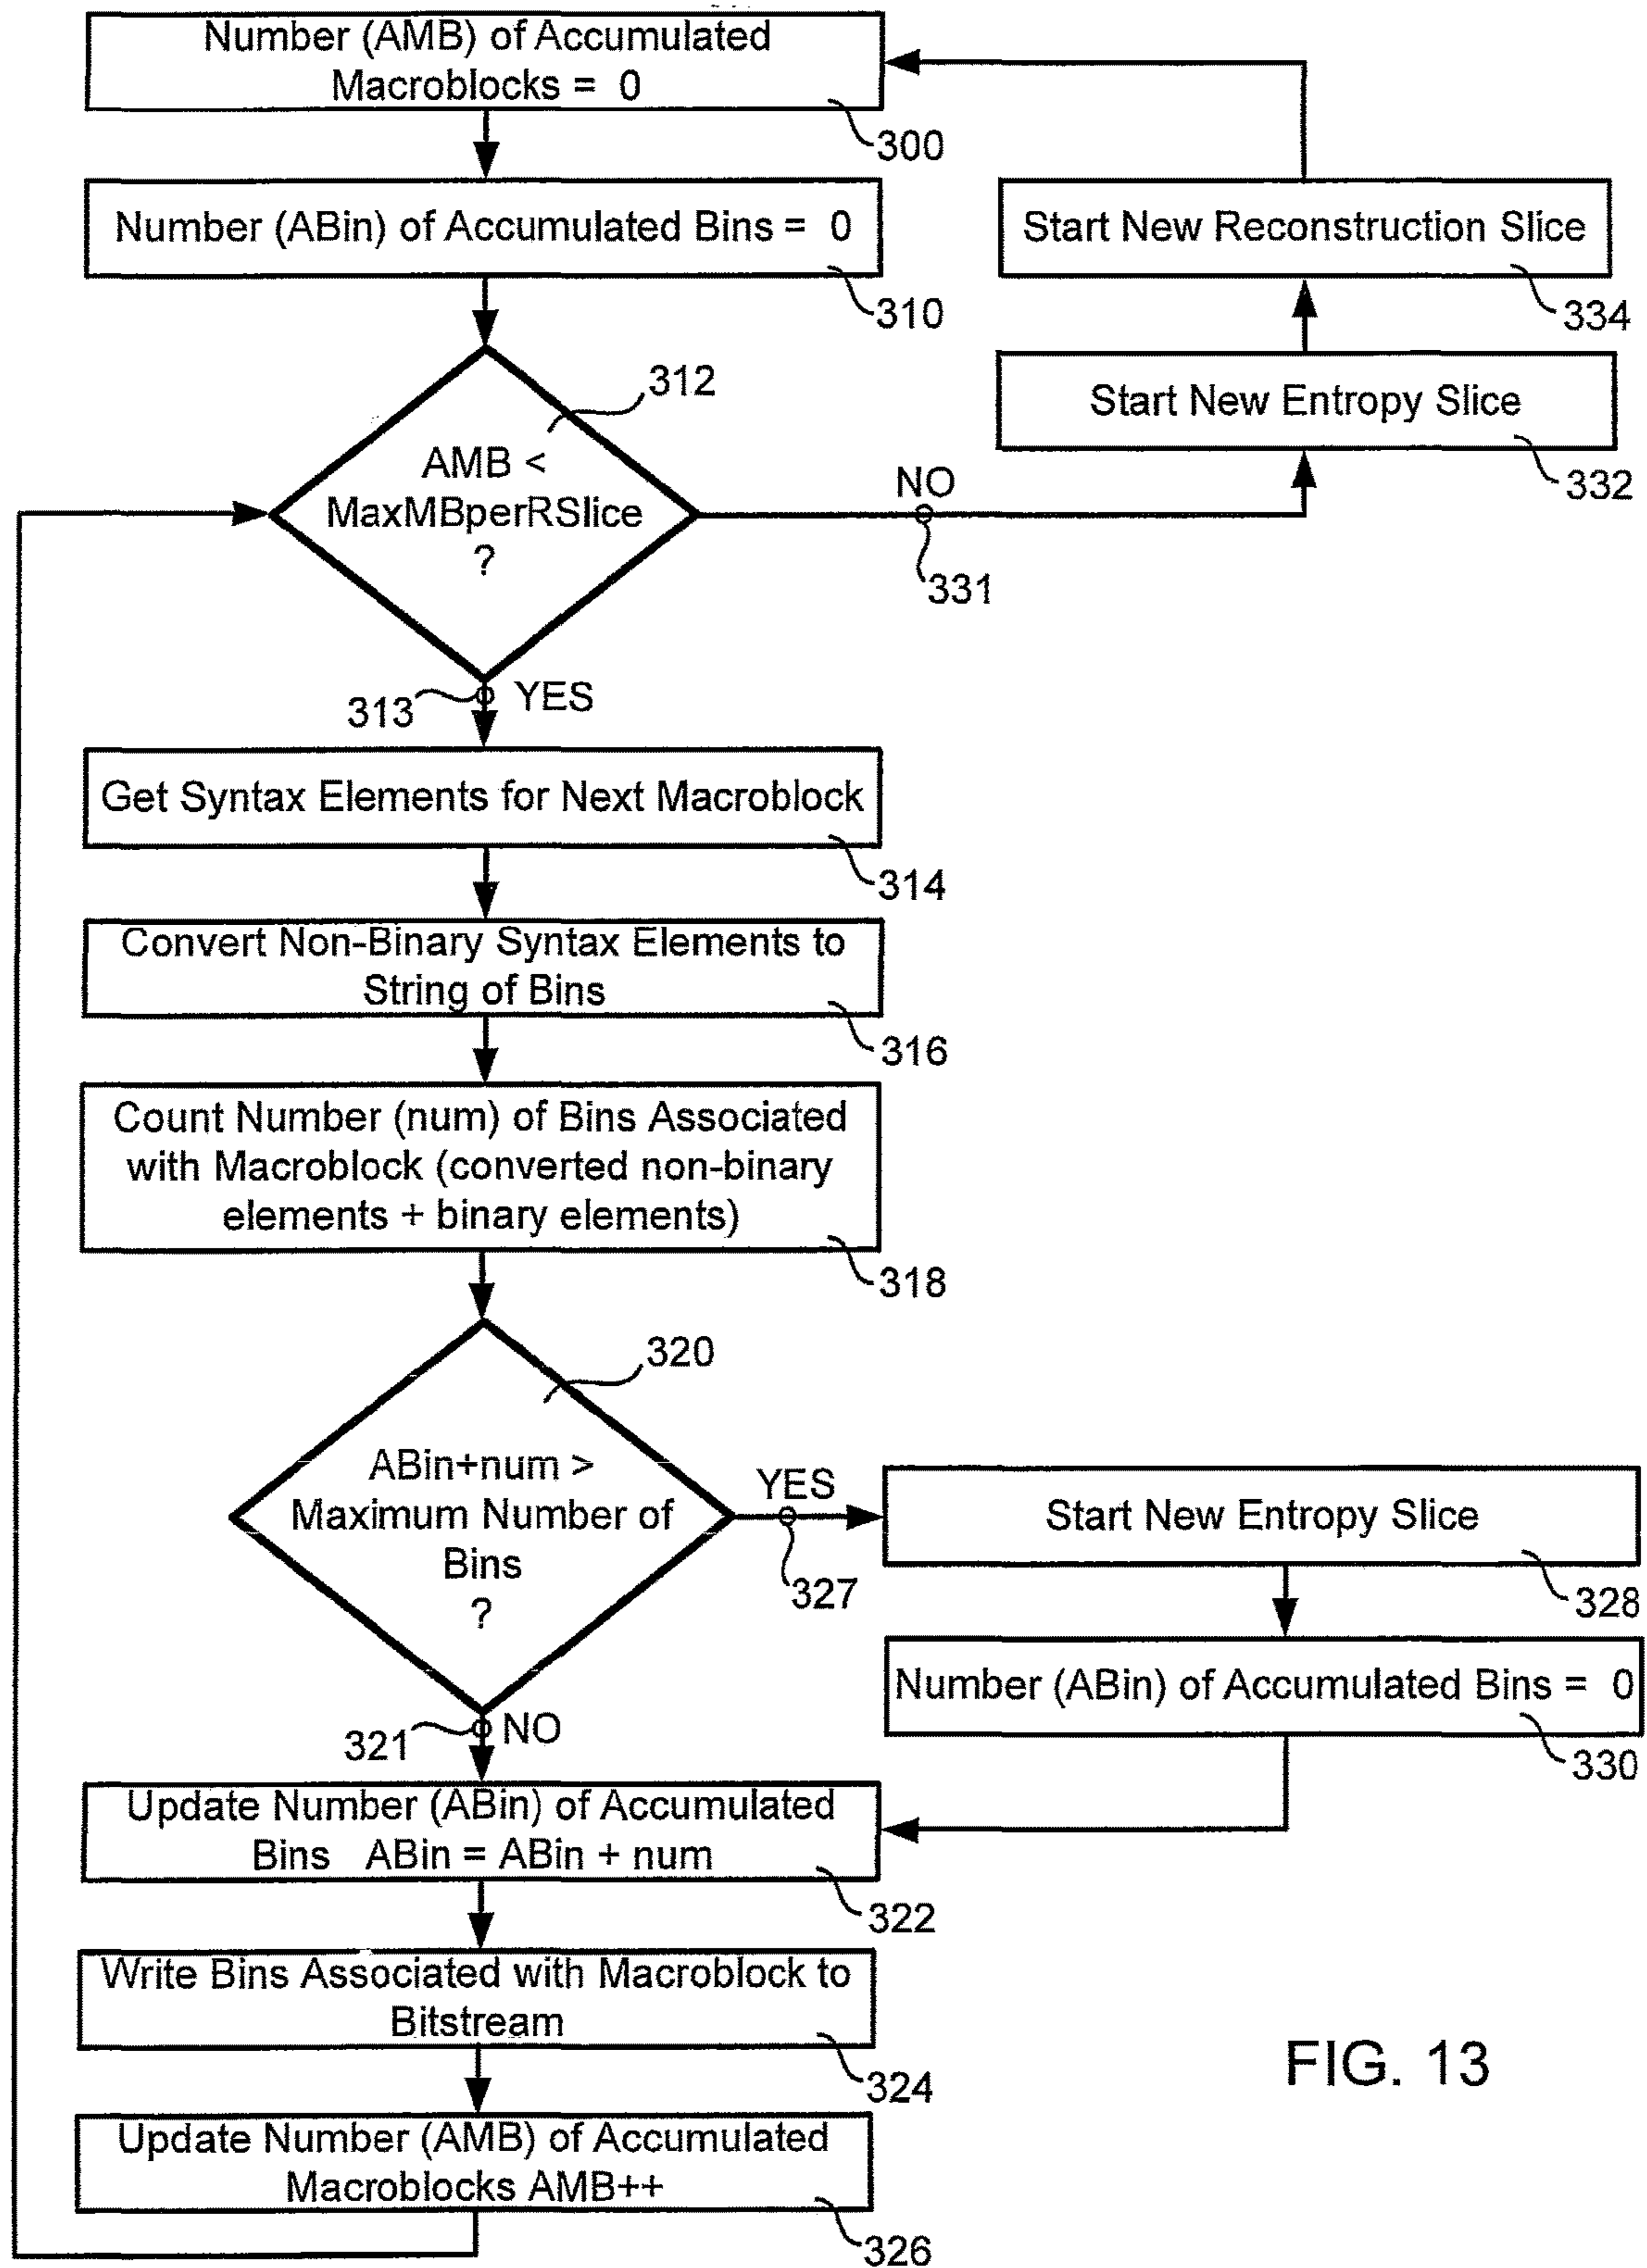 Number (AMB) of Accumulated
Macroblocks = 0
300
Number (ABin) of Accumulated Bins = 0
310
Start New Reconstruction Slice
334
Start New Entropy Slice
332
312
AMB <
MaxMBperRSlice
?
NO
331
313
YES
Get Syntax Elements for Next Macroblock
314
Convert Non-Binary Syntax Elements to
String of Bins
316
Count Number (num) of Bins Associated
with Macroblock (converted non-binary
elements + binary elements)
318
320
ABin+num >
Maximum Number of
Bins
?
YES
327
Start New Entropy Slice
328
Number (ABin) of Accumulated Bins = 0
330
321
NO
Update Number (ABin) of Accumulated
Bins ABin = ABin + num
322
Write Bins Associated with Macroblock to
Bitstream
324
Update Number (AMB) of Accumulated
Macroblocks AMB++
326
FIG. 13